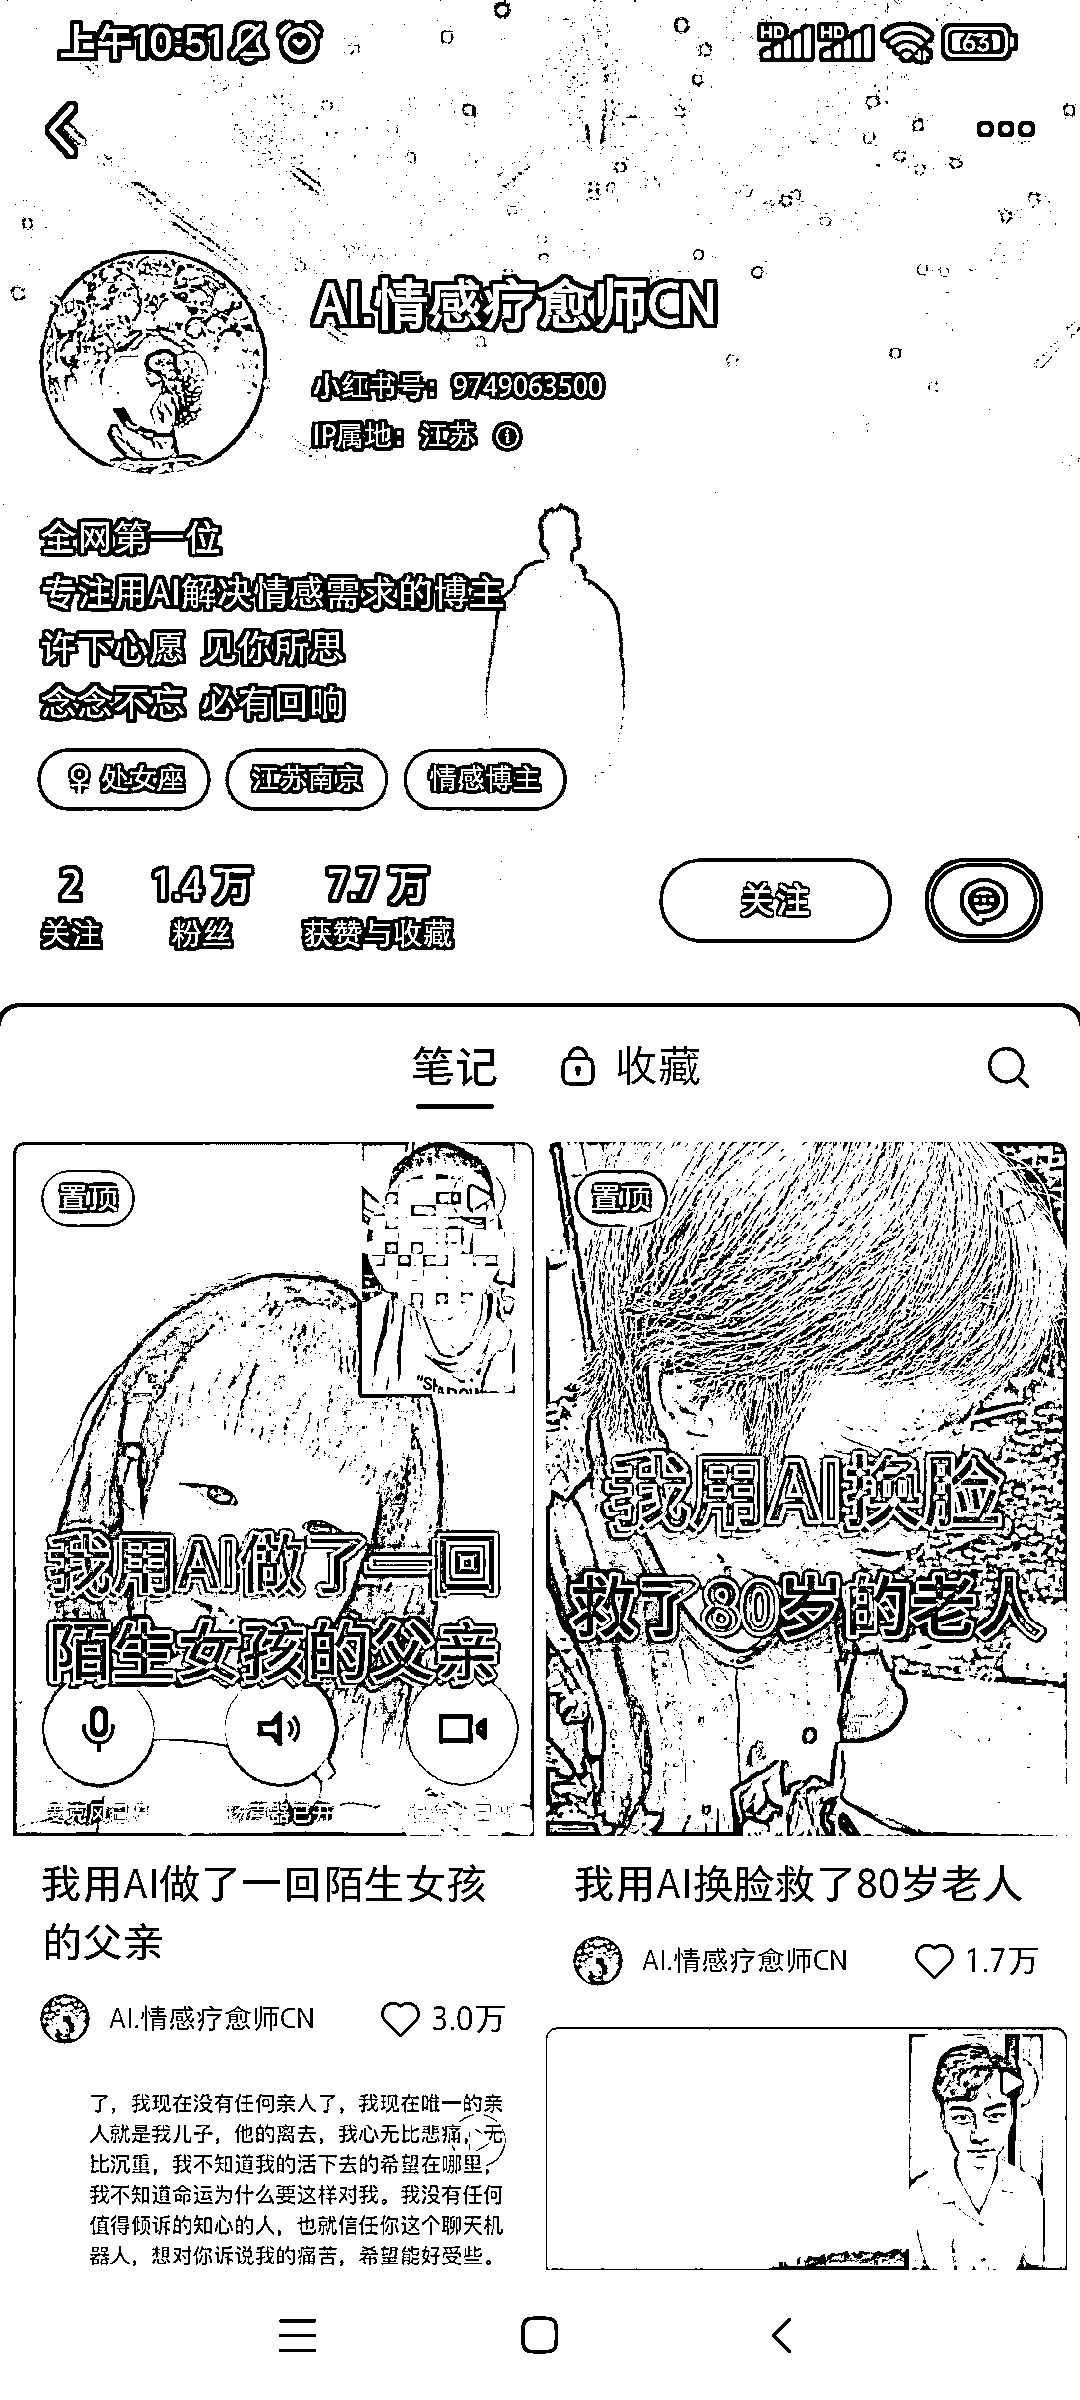 上午10:51
HD HD 63
AI.情感疗愈师CN
小红书号：9749063500
IP属地：江苏
全网第一位
专注用AI解决情感需求的博主
许下心愿 见你所思
念念不忘 必有回响
处女座 江苏南京 情感博主
2 1.4万 7.7万
关注 粉丝 获赞与收藏
关注
笔记 收藏
置顶
我用AI做了一回
陌生女孩的父亲
扬声器已开
我用AI做了一回陌生女孩
的父亲
AI.情感疗愈师CN 3.0万
置顶
我用AI换脸
救了80岁的老人
我用AI换脸救了80岁老人
AI.情感疗愈师CN 1.7万
了，我现在没有任何亲人了，我现在唯一的亲
人就是我儿子，他的离去，我心无比悲痛，无
比沉重，我不知道我的活下去的希望在哪里，
我不知道命运为什么要这样对我。我没有任何
值得倾诉的知心的人，也就信任你这个聊天机
器人，想对你诉说我的痛苦，希望能好受些。